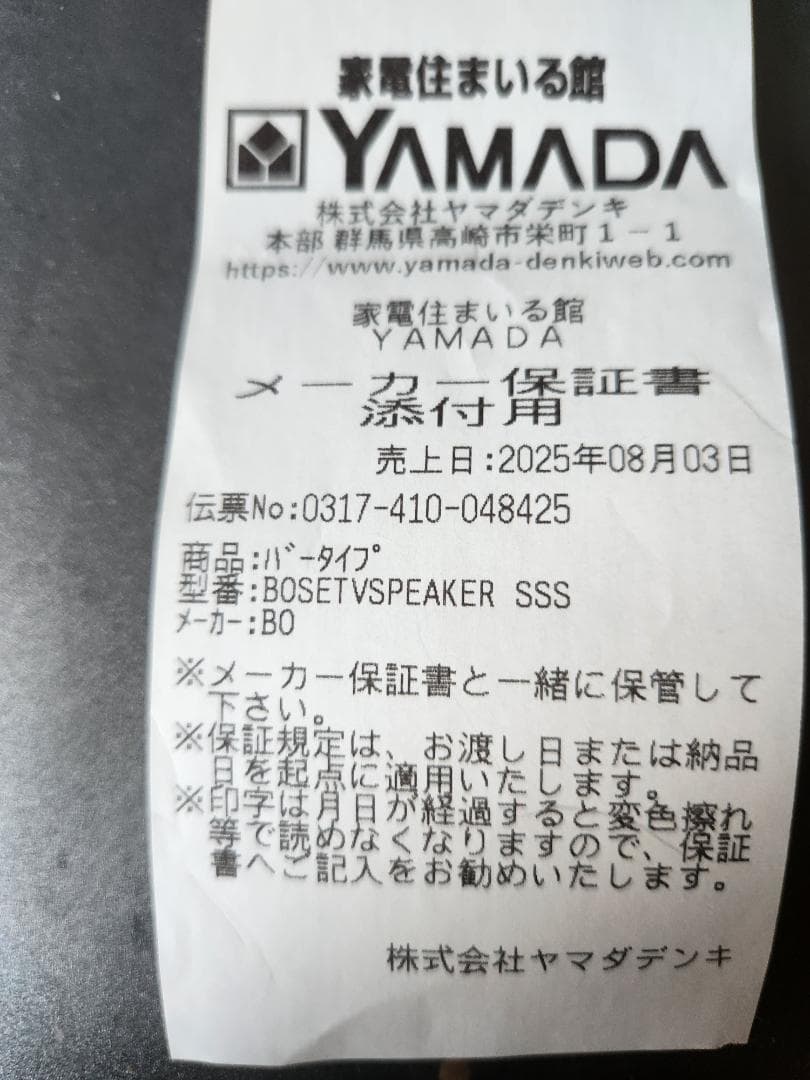 家電住まいる館
YAMADA
株式会社ヤマダデンキ
本部 群馬県高崎市栄町1-1
https://www.yamada-denkiweb.com
家電住まいる館
YAMADA
メーカー保証書
添付用
売上日:2025年08月03日
伝票No:0317-410-048425
商品:ﾊﾞｰﾀｲﾌﾟ
型番:BOSETVSPEAKER SSS
ﾒｰｶｰ:BO
※メーカー保証書と一緒に保管して
下さい。
※保証規定は、お渡し日または納品
日を起点に適用いたします。
※印字は月日が経過すると変色擦れ
等で読めなくなりますので、保証
書へご記入をお勧めいたします。
株式会社ヤマダデンキ